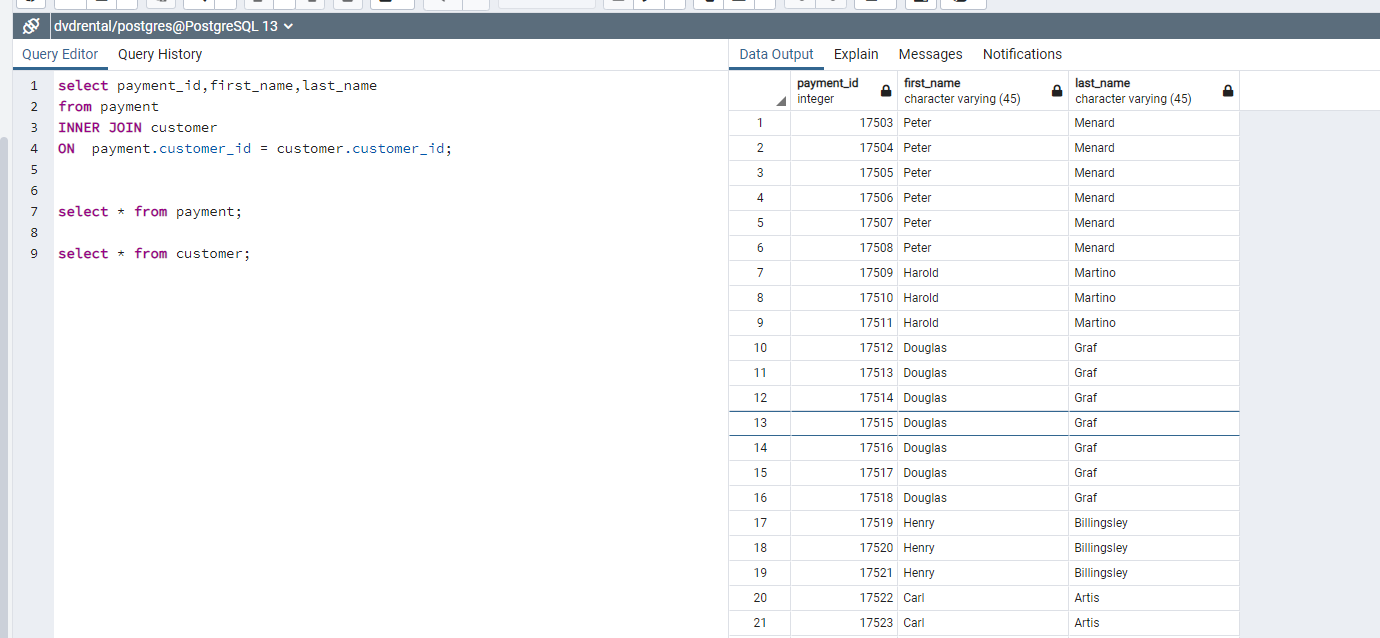 dvdrental/postgres@PostgreSQL 13
Query Editor Query History
1 select payment_id,first_name,last_name
2 from payment
3 INNER JOIN customer
4 ON  payment.customer_id = customer.customer_id;
5
6
7 select * from payment;
8
9 select * from customer;
Data Output Explain Messages Notifications
payment_id first_name last_name
integer character varying (45) character varying (45)
1 17503 Peter Menard
2 17504 Peter Menard
3 17505 Peter Menard
4 17506 Peter Menard
5 17507 Peter Menard
6 17508 Peter Menard
7 17509 Harold Martino
8 17510 Harold Martino
9 17511 Harold Martino
10 17512 Douglas Graf
11 17513 Douglas Graf
12 17514 Douglas Graf
13 17515 Douglas Graf
14 17516 Douglas Graf
15 17517 Douglas Graf
16 17518 Douglas Graf
17 17519 Henry Billingsley
18 17520 Henry Billingsley
19 17521 Henry Billingsley
20 17522 Carl Artis
21 17523 Carl Artis